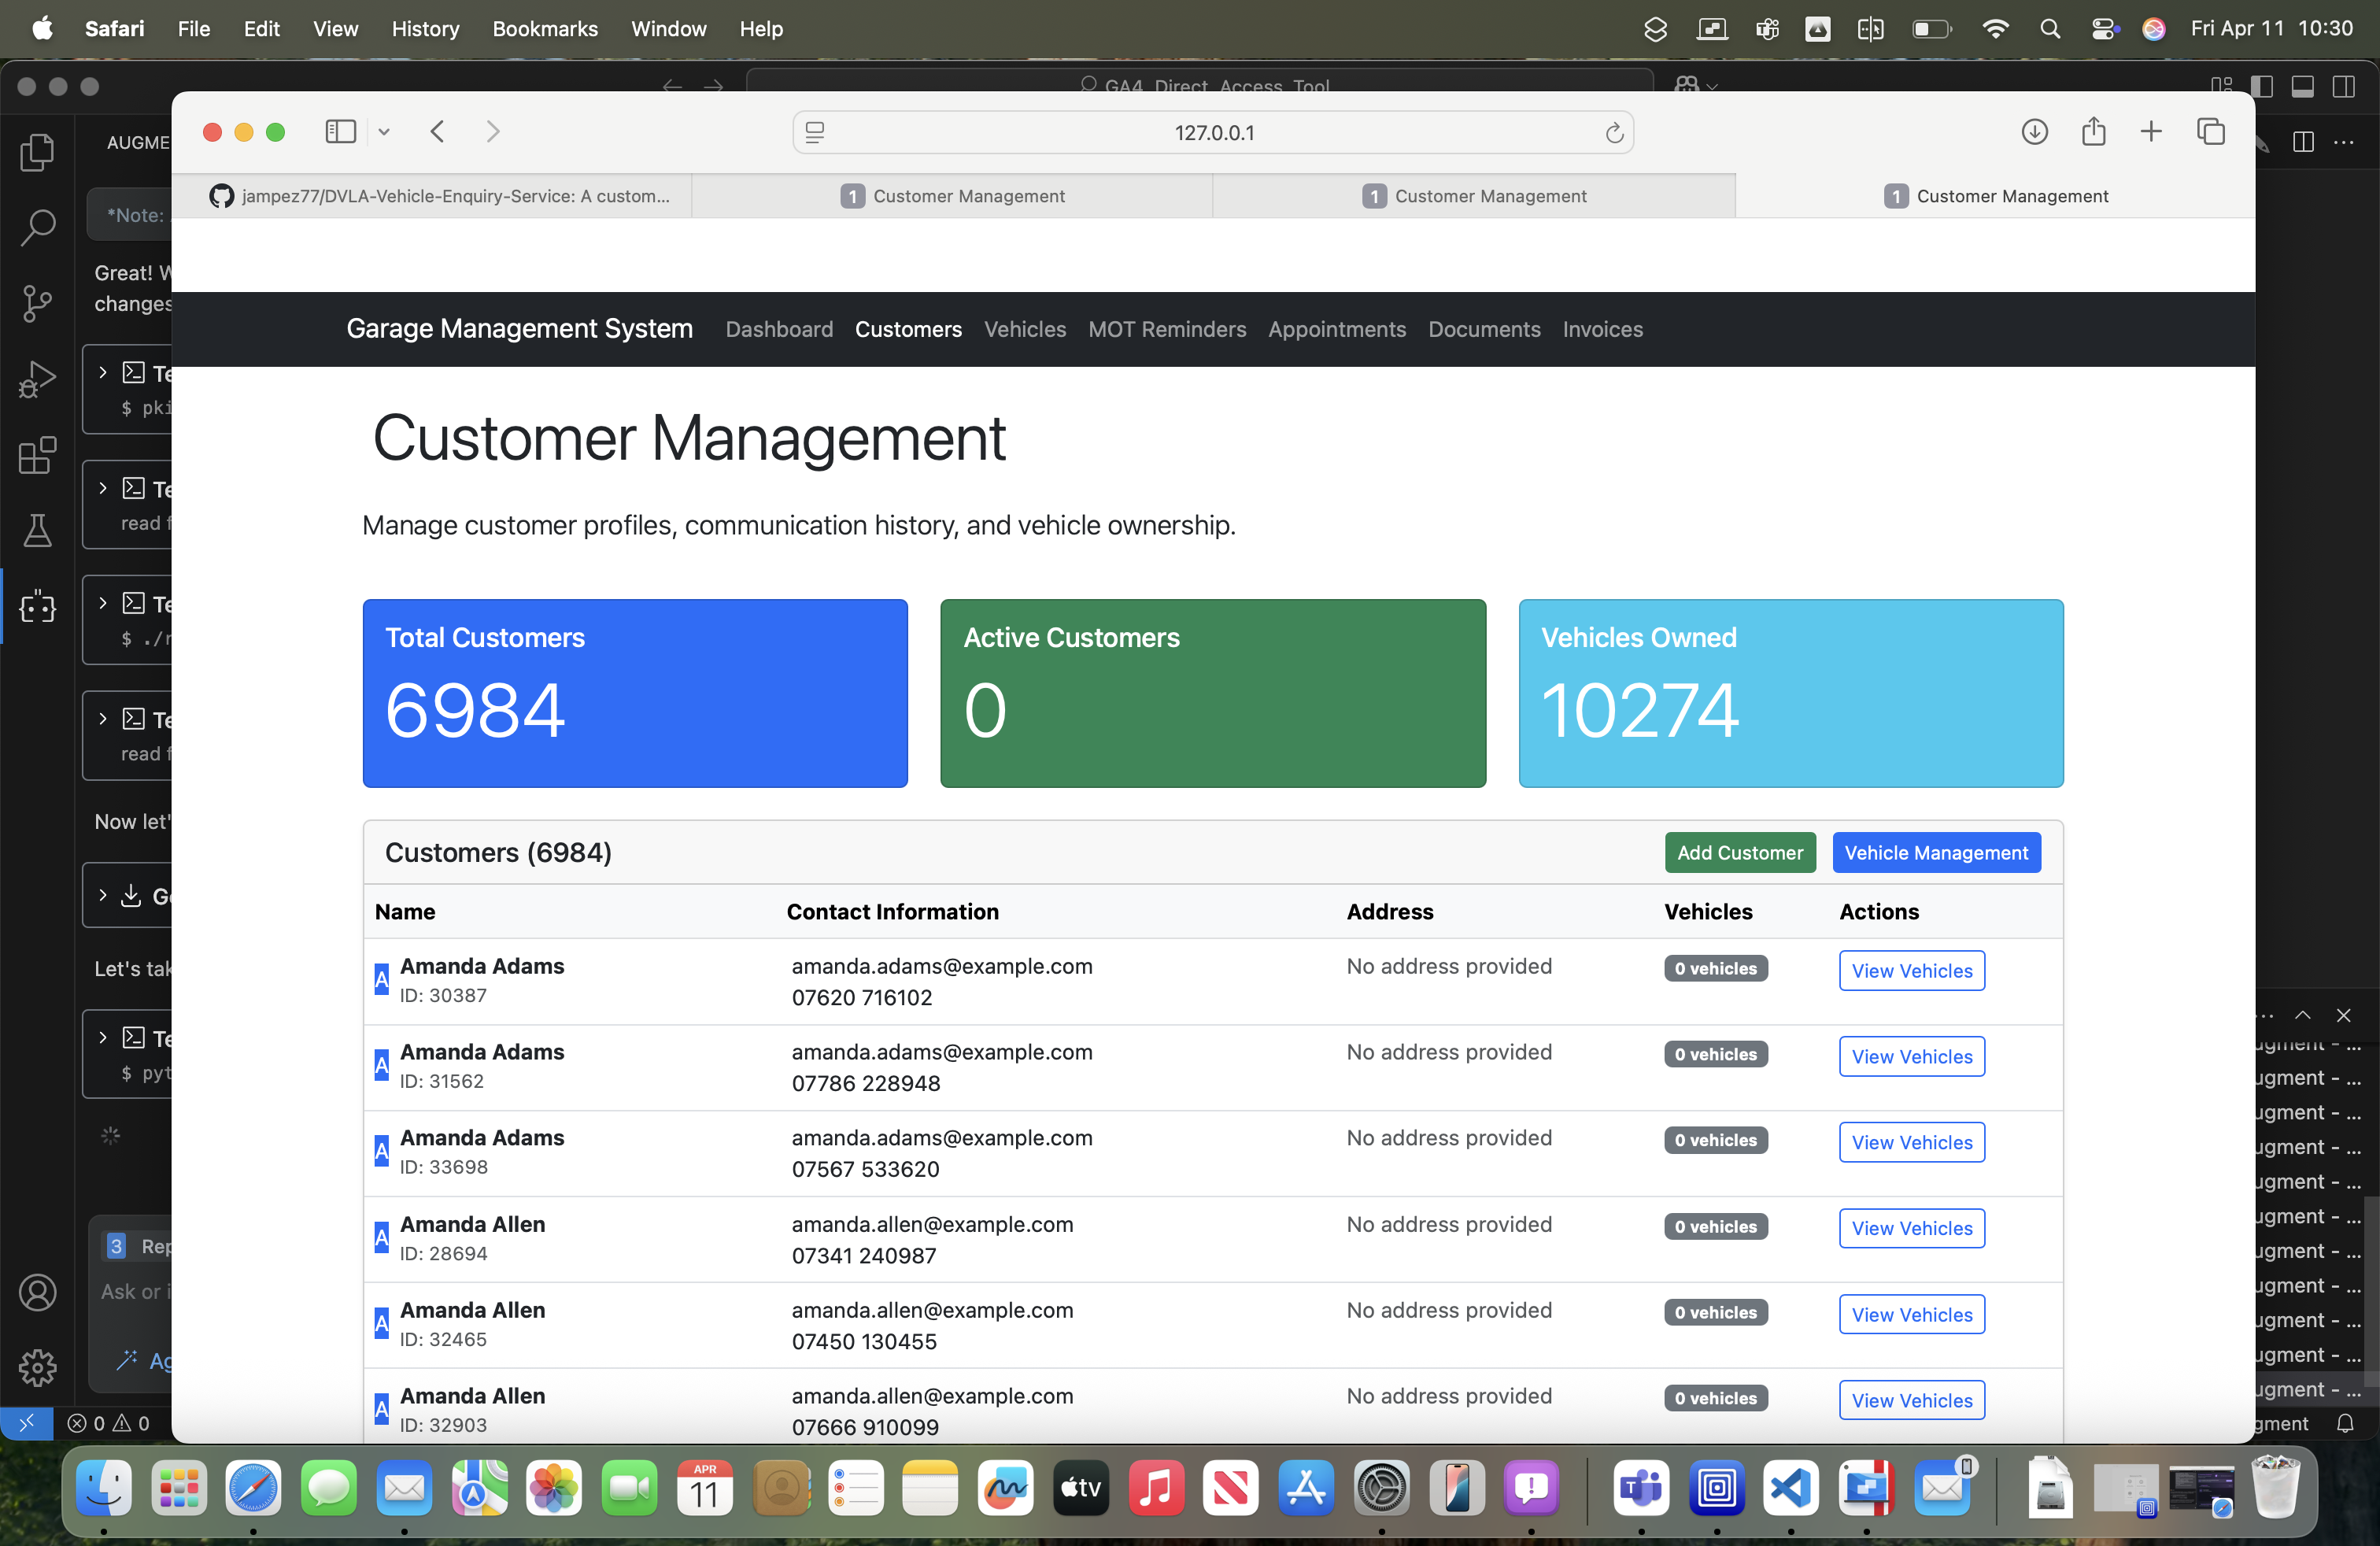 Safari File Edit View History Bookmarks Window Help Fri Apr 11 10:30
GA4 Direct Access Tool
127.0.0.1
jampez77/DVLA-Vehicle-Enquiry-Service: A custom...
1 Customer Management
1 Customer Management
1 Customer Management
AUGME
*Note:
Great! W
changes
Te
$ pki
Te
read f
Te
$ ./r
Te
read f
Now let'
Ge
Let's tak
Te
$ pyt
3 Rep
Ask or i
Ag
0 0
Garage Management System Dashboard Customers Vehicles MOT Reminders Appointments Documents Invoices
Customer Management
Manage customer profiles, communication history, and vehicle ownership.
Total Customers
6984
Active Customers
0
Vehicles Owned
10274
Customers (6984) Add Customer Vehicle Management
Name Contact Information Address Vehicles Actions
A Amanda Adams amanda.adams@example.com No address provided 0 vehicles View Vehicles
ID: 30387 07620 716102
A Amanda Adams amanda.adams@example.com No address provided 0 vehicles View Vehicles
ID: 31562 07786 228948
A Amanda Adams amanda.adams@example.com No address provided 0 vehicles View Vehicles
ID: 33698 07567 533620
A Amanda Allen amanda.allen@example.com No address provided 0 vehicles View Vehicles
ID: 28694 07341 240987
A Amanda Allen amanda.allen@example.com No address provided 0 vehicles View Vehicles
ID: 32465 07450 130455
A Amanda Allen amanda.allen@example.com No address provided 0 vehicles View Vehicles
ID: 32903 07666 910099
ugment - ...
ugment - ...
ugment - ...
ugment - ...
ugment - ...
ugment - ...
ugment - ...
ugment - ...
ugment - ...
ugment - ...
ugment - ...
gment
APR
11
tv